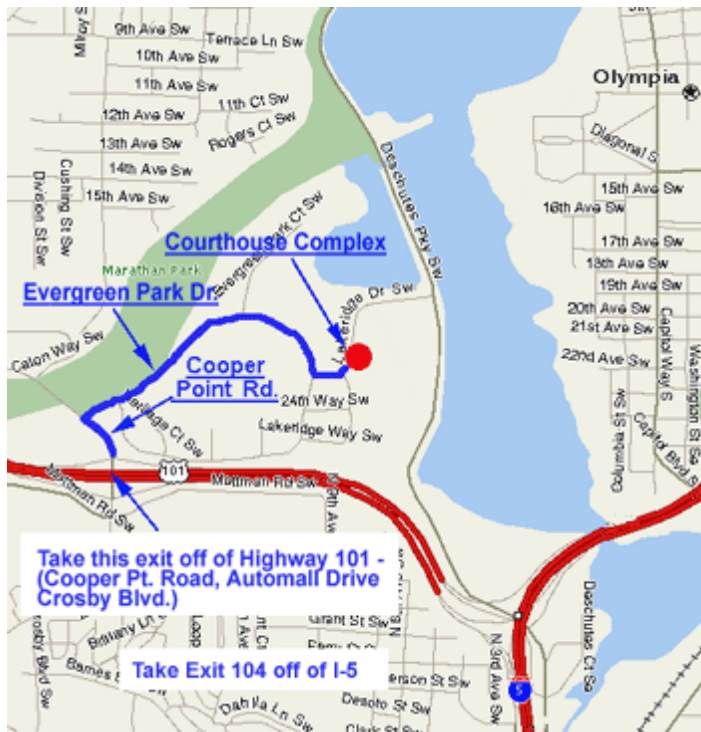 9th Ave Sw
Terrace Ln Sw
10th Ave Sw
11th Ave Sw
11th Ct Sw
12th Ave Sw
Rogers Ct Sw
13th Ave Sw
14th Ave Sw
15th Ave Sw
Cushing St Sw
Division St Sw
Olympia
Diagonal S
Deschutes Pky Sw
15th Ave Sw
16th Ave Sw
17th Ave Sw
18th Ave Sw
19th Ave Sw
20th Ave Sw
21st Ave Sw
22nd Ave Sw
Capitol Way S
Washington St Se
Columbia St Sw
Capitol Blvd S
Evergreen Park Ct Sw
Courthouse Complex
Marathan Park
Evergreen Park Dr.
Lakeridge Dr Sw
Caton Way Sw
Cooper
Point Rd.
24th Way Sw
Lakeridge Way Sw
101
Mottman Rd Sw
Mottman Rd Sw
Take this exit off of Highway 101 -
(Cooper Pt. Road, Automall Drive
Crosby Blvd.)
Grant St Sw
Deschutes Ct Se
N 3rd Ave Sw
Crosby Blvd Sw
Brittany Ln
Take Exit 104 off of I-5
5
Desoto St Sw
Dahlia Ln Sw
Clark St Sw